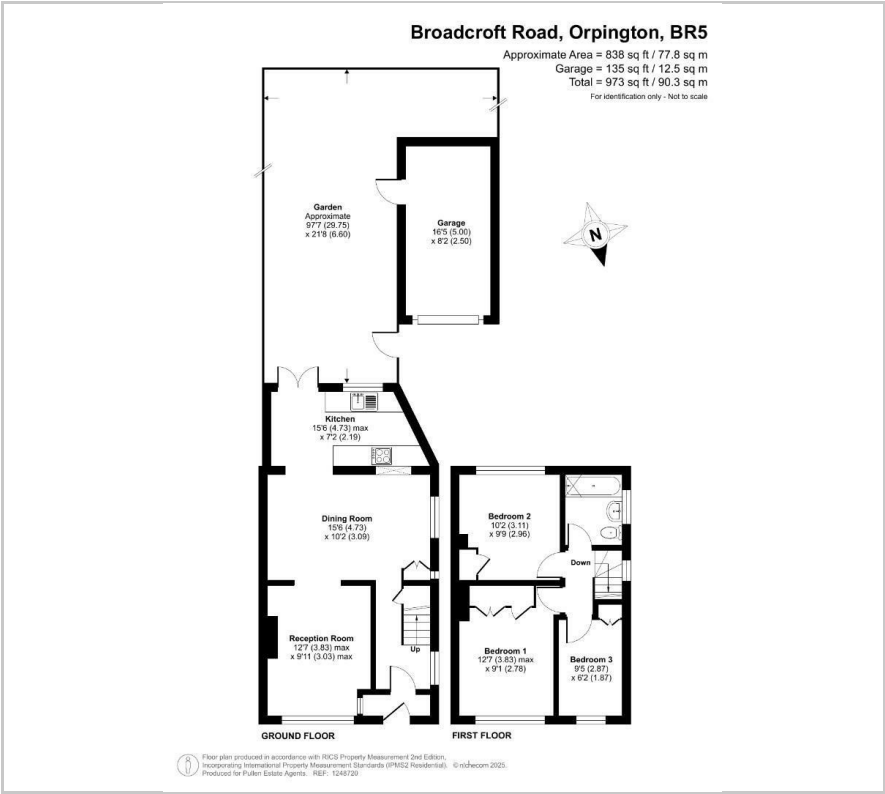 Broadcroft Road, Orpington, BR5
Approximate Area = 838 sq ft / 77.8 sq m
Garage = 135 sq ft / 12.5 sq m
Total = 973 sq ft / 90.3 sq m
For identification only - Not to scale
Garden
Approximate
97'7 (29.75)
x 21'8 (6.60)
Garage
16'5 (5.00)
x 8'2 (2.50)
N
Kitchen
15'6 (4.73) max
x 7'2 (2.19)
Dining Room
15'6 (4.73)
x 10'2 (3.09)
Reception Room
12'7 (3.83) max
x 9'11 (3.03) max
Up
Bedroom 2
10'2 (3.11)
x 9'9 (2.96)
Down
Bedroom 1
12'7 (3.83) max
x 9'1 (2.78)
Bedroom 3
9'5 (2.87)
x 6'2 (1.87)
GROUND FLOOR
FIRST FLOOR
Floor plan produced in accordance with RICS Property Measurement 2nd Edition,
Incorporating International Property Measurement Standards (IPMS2 Residential). © nichecom 2025.
Produced for Pullen Estate Agents. REF: 1248720